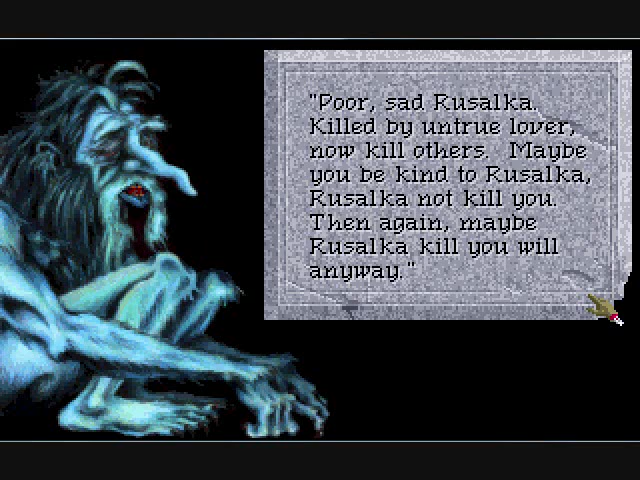 "Poor, sad Rusalka.
Killed by untrue lover,
now kill others.  Maybe
you be kind to Rusalka,
Rusalka not kill you.
Then again, maybe
Rusalka kill you will
anyway."